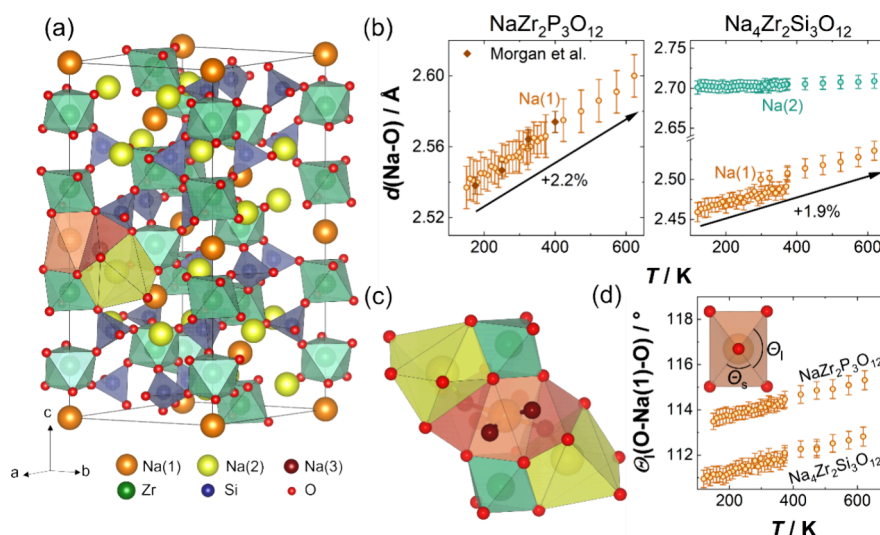 (a)
c
a
b
Na(1) Na(2) Na(3)
Zr Si O
(b)
NaZr₂P₃O₁₂ Na₄Zr₂Si₃O₁₂
Morgan et al.
d(Na-O) / Å
2.60
2.56
2.52
Na(1)
+2.2%
200 400 600
2.70
2.65
2.50
2.45
Na(2)
Na(1)
+1.9%
200 400 600
T / K
(c)
(d)
Θₗ(O-Na(1)-O) / °
118
116
114
112
Θₗ
Θₛ
NaZr₂P₃O₁₂
Na₄Zr₂Si₃O₁₂
200 400 600
T / K